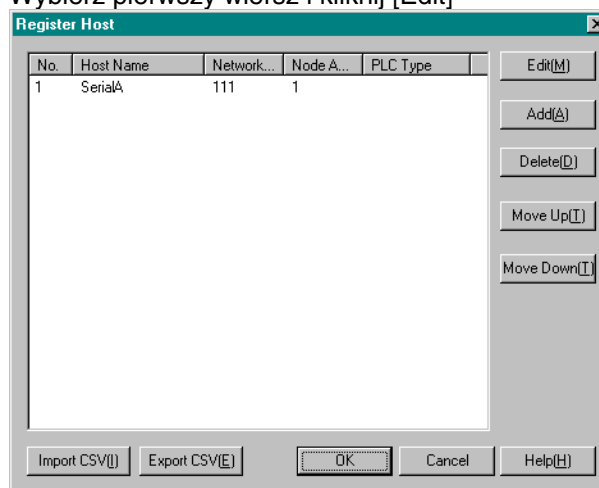 Wybierz pierwszy wiersz i kliknij [Edit]
Register Host
No. Host Name Network... Node A... PLC Type
1 SerialA 111 1
Edit(M)
Add(A)
Delete(D)
Move Up(T)
Move Down(T)
Import CSV(I) Export CSV(E) OK Cancel Help(H)